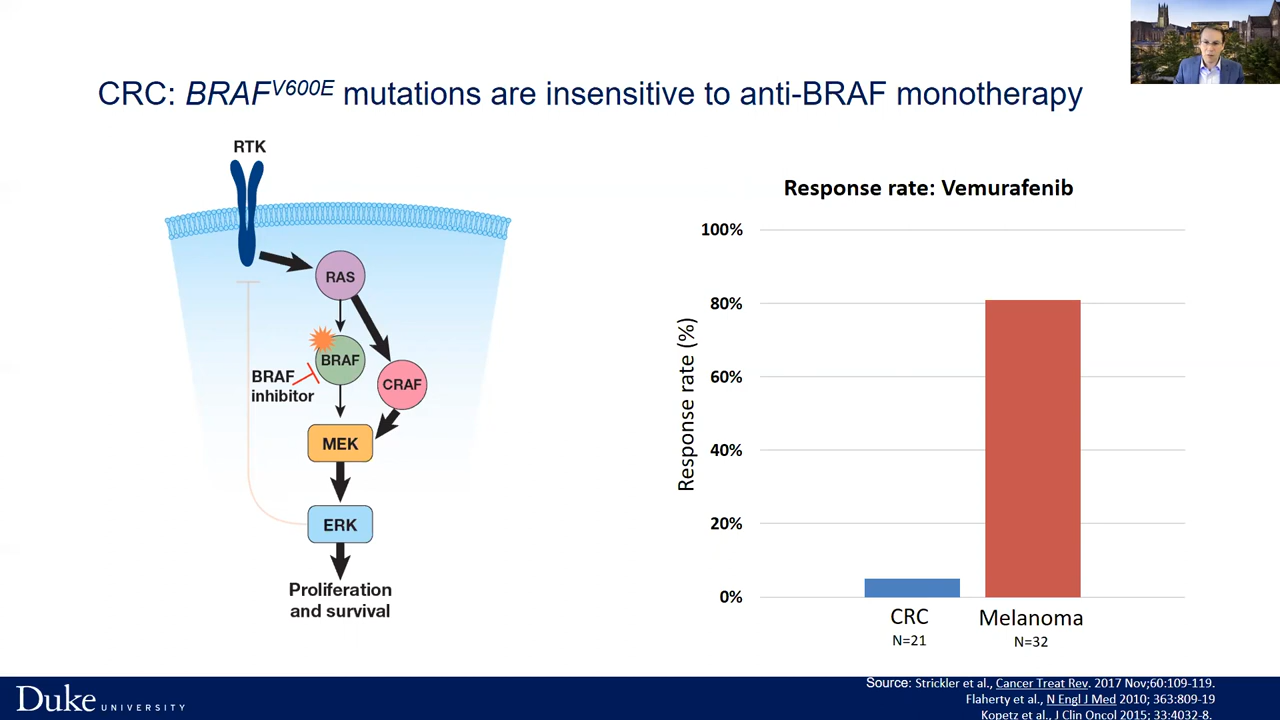 CRC: BRAFV600E mutations are insensitive to anti-BRAF monotherapy
RTK
RAS
BRAF
BRAF
inhibitor
CRAF
MEK
ERK
Proliferation
and survival
Response rate: Vemurafenib
Response rate (%)
100%
80%
60%
40%
20%
0%
CRC
N=21
Melanoma
N=32
Duke UNIVERSITY
Source: Strickler et al., Cancer Treat Rev. 2017 Nov;60:109-119.
Flaherty et al., N Engl J Med 2010; 363:809-19
Kopetz et al., J Clin Oncol 2015; 33:4032-8.